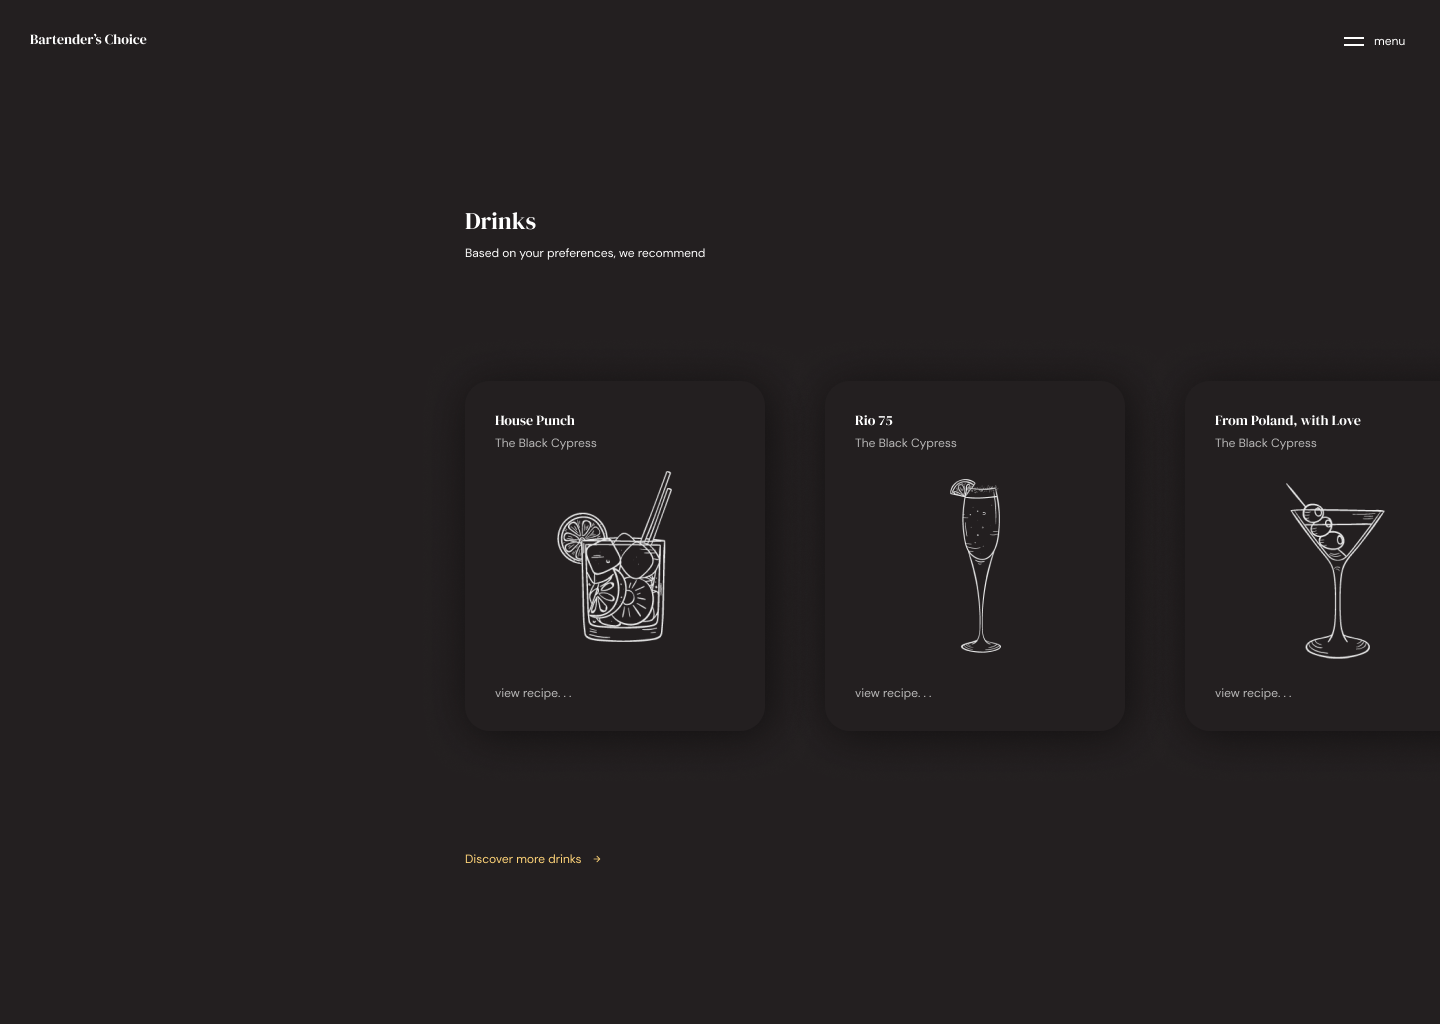 Bartender’s Choice
menu
Drinks
Based on your preferences, we recommend
House Punch
The Black Cypress
view recipe. . .
Rio 75
The Black Cypress
view recipe. . .
From Poland, with Love
The Black Cypress
view recipe. . .
Discover more drinks →